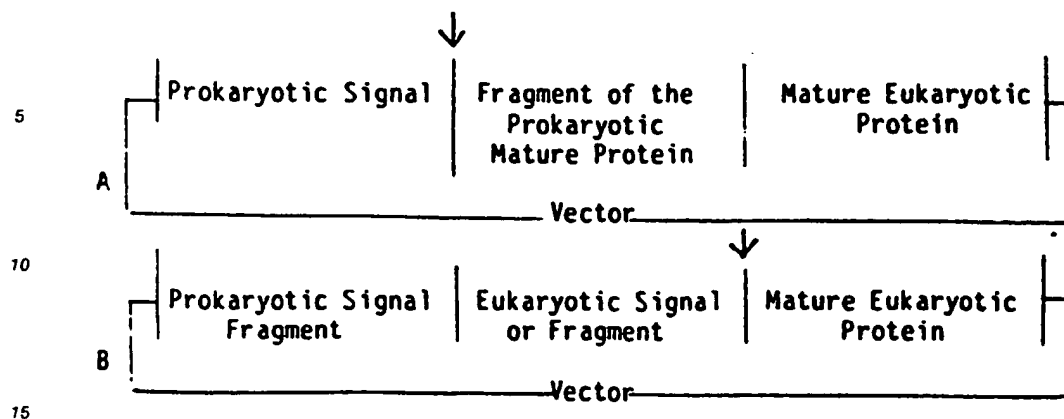 Prokaryotic Signal Fragment of the Mature Eukaryotic
5 Prokaryotic Protein
Mature Protein
A
Vector
10
Prokaryotic Signal Eukaryotic Signal Mature Eukaryotic
Fragment or Fragment Protein
B
Vector
15